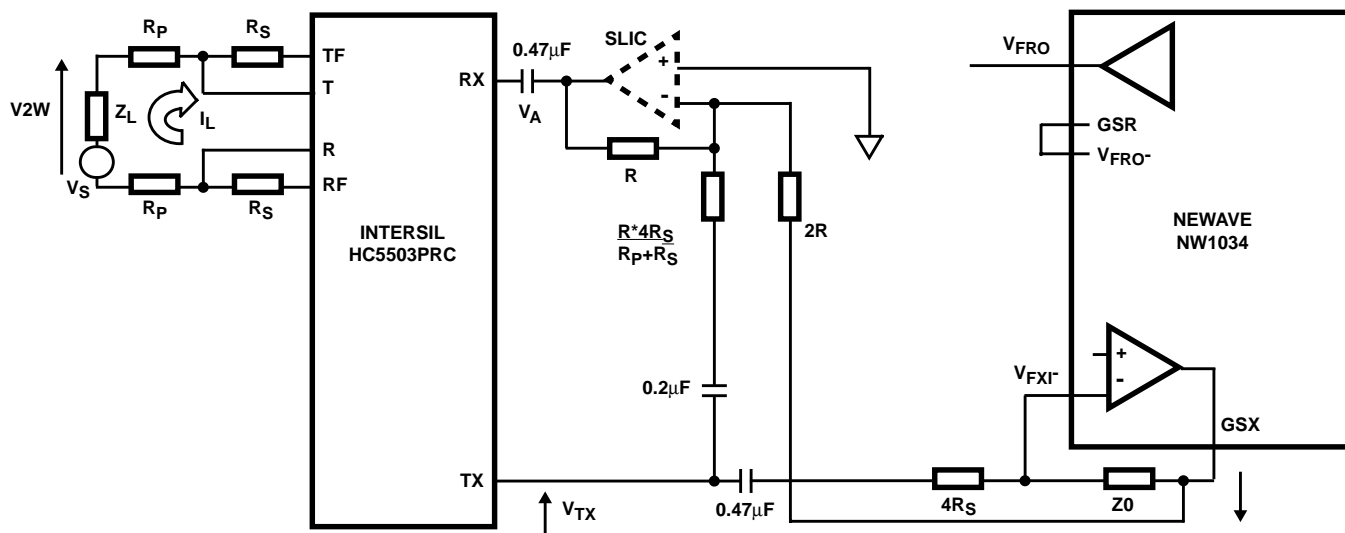 RP
RS
TF
T
V2W
ZL
IL
R
VS
RP
RS
RF
INTERSIL
HC5503PRC
RX
TX
0.47μF
VA
SLIC
+
-
R
R*4RS
RP+RS
2R
0.2μF
VTX
0.47μF
4RS
Z0
VFRO
GSR
VFRO-
NEWAVE
NW1034
VFXI-
+
-
GSX